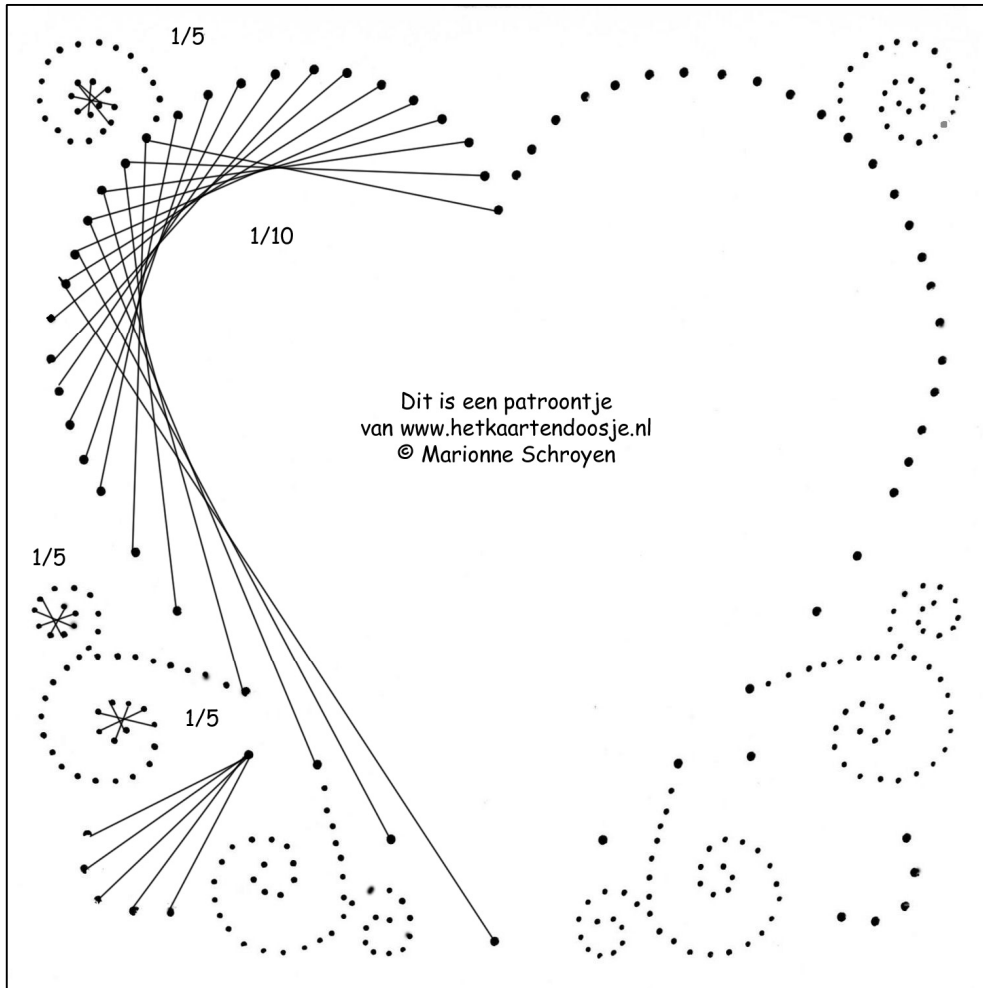 1/5
1/10
Dit is een patroontje
van www.hetkaartendoosje.nl
© Marionne Schroyen
1/5
1/5